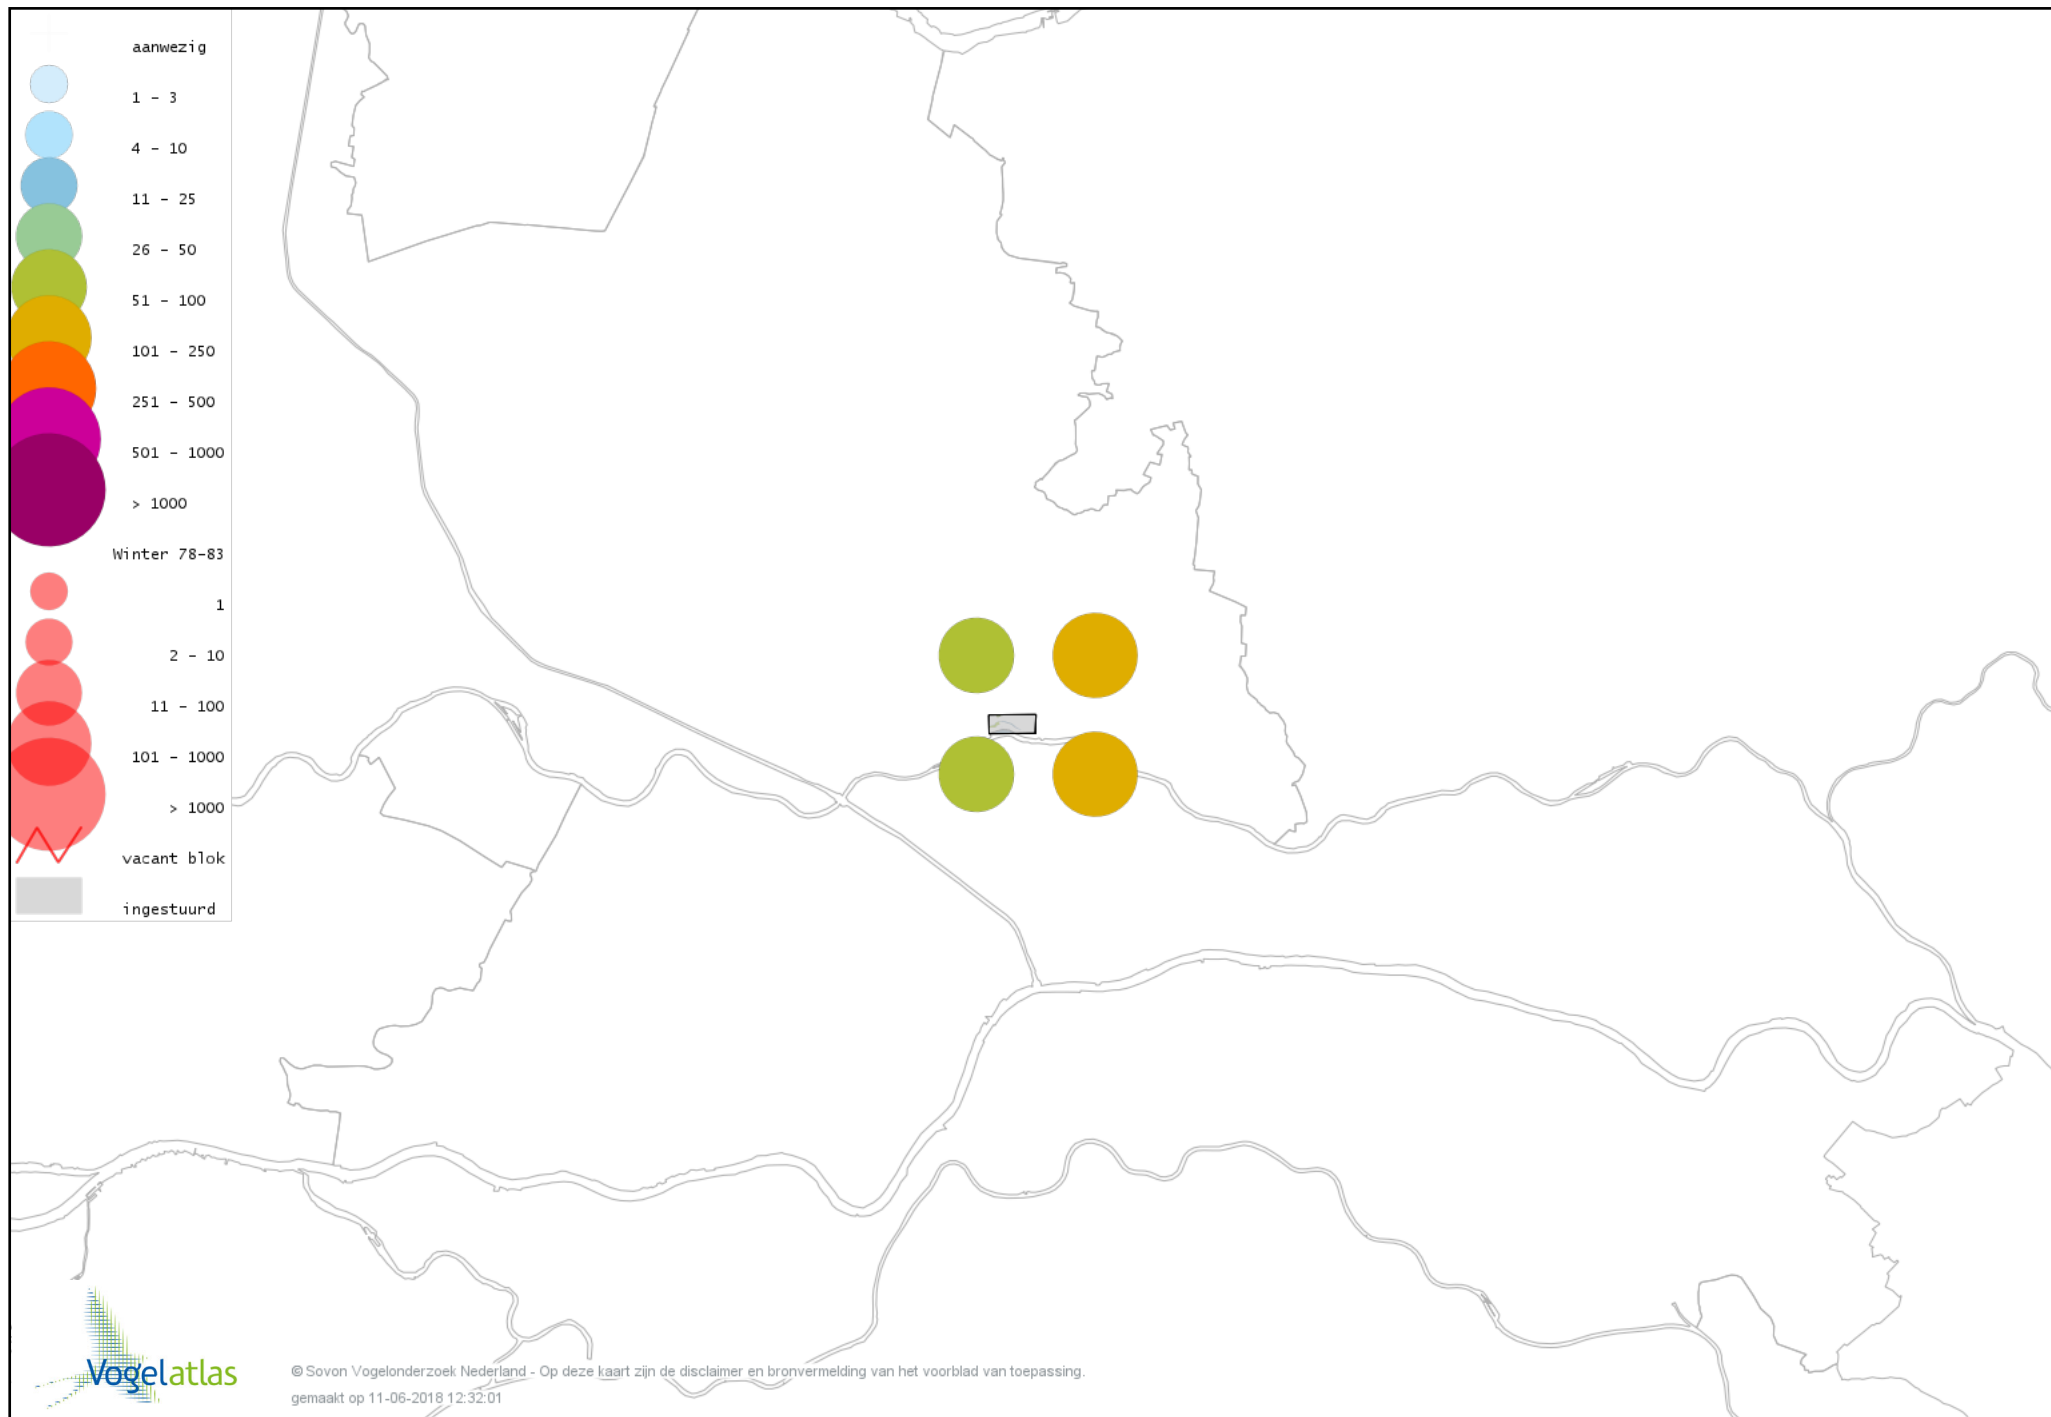 aanwezig
1 - 3
4 - 10
11 - 25
26 - 50
51 - 100
101 - 250
251 - 500
501 - 1000
> 1000
Winter 78-83
1
2 - 10
11 - 100
101 - 1000
> 1000
vacant blok
ingestuurd
Vogelatlas
© Sovon Vogelonderzoek Nederland - Op deze kaart zijn de disclaimer en bronvermelding van het voorblad van toepassing.
gemaakt op 11-06-2018 12:32:01